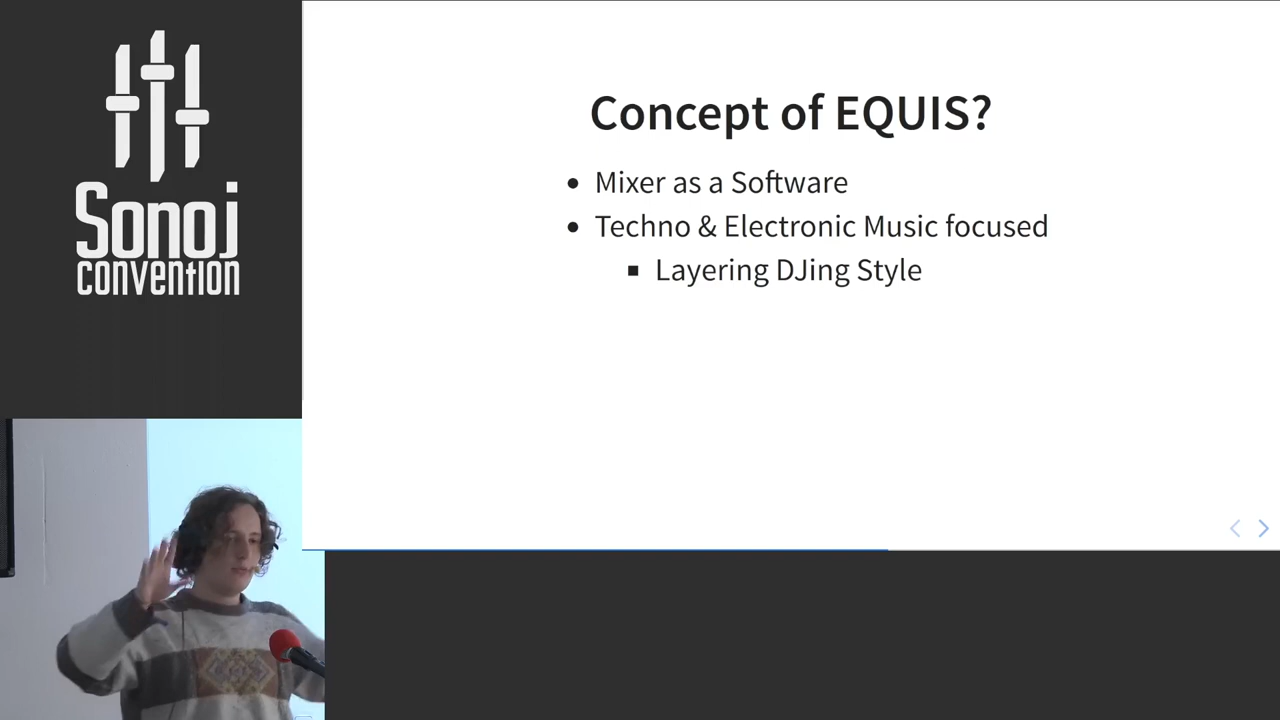 Sonoj
convention
Concept of EQUIS?
Mixer as a Software
Techno & Electronic Music focused
Layering DJing Style